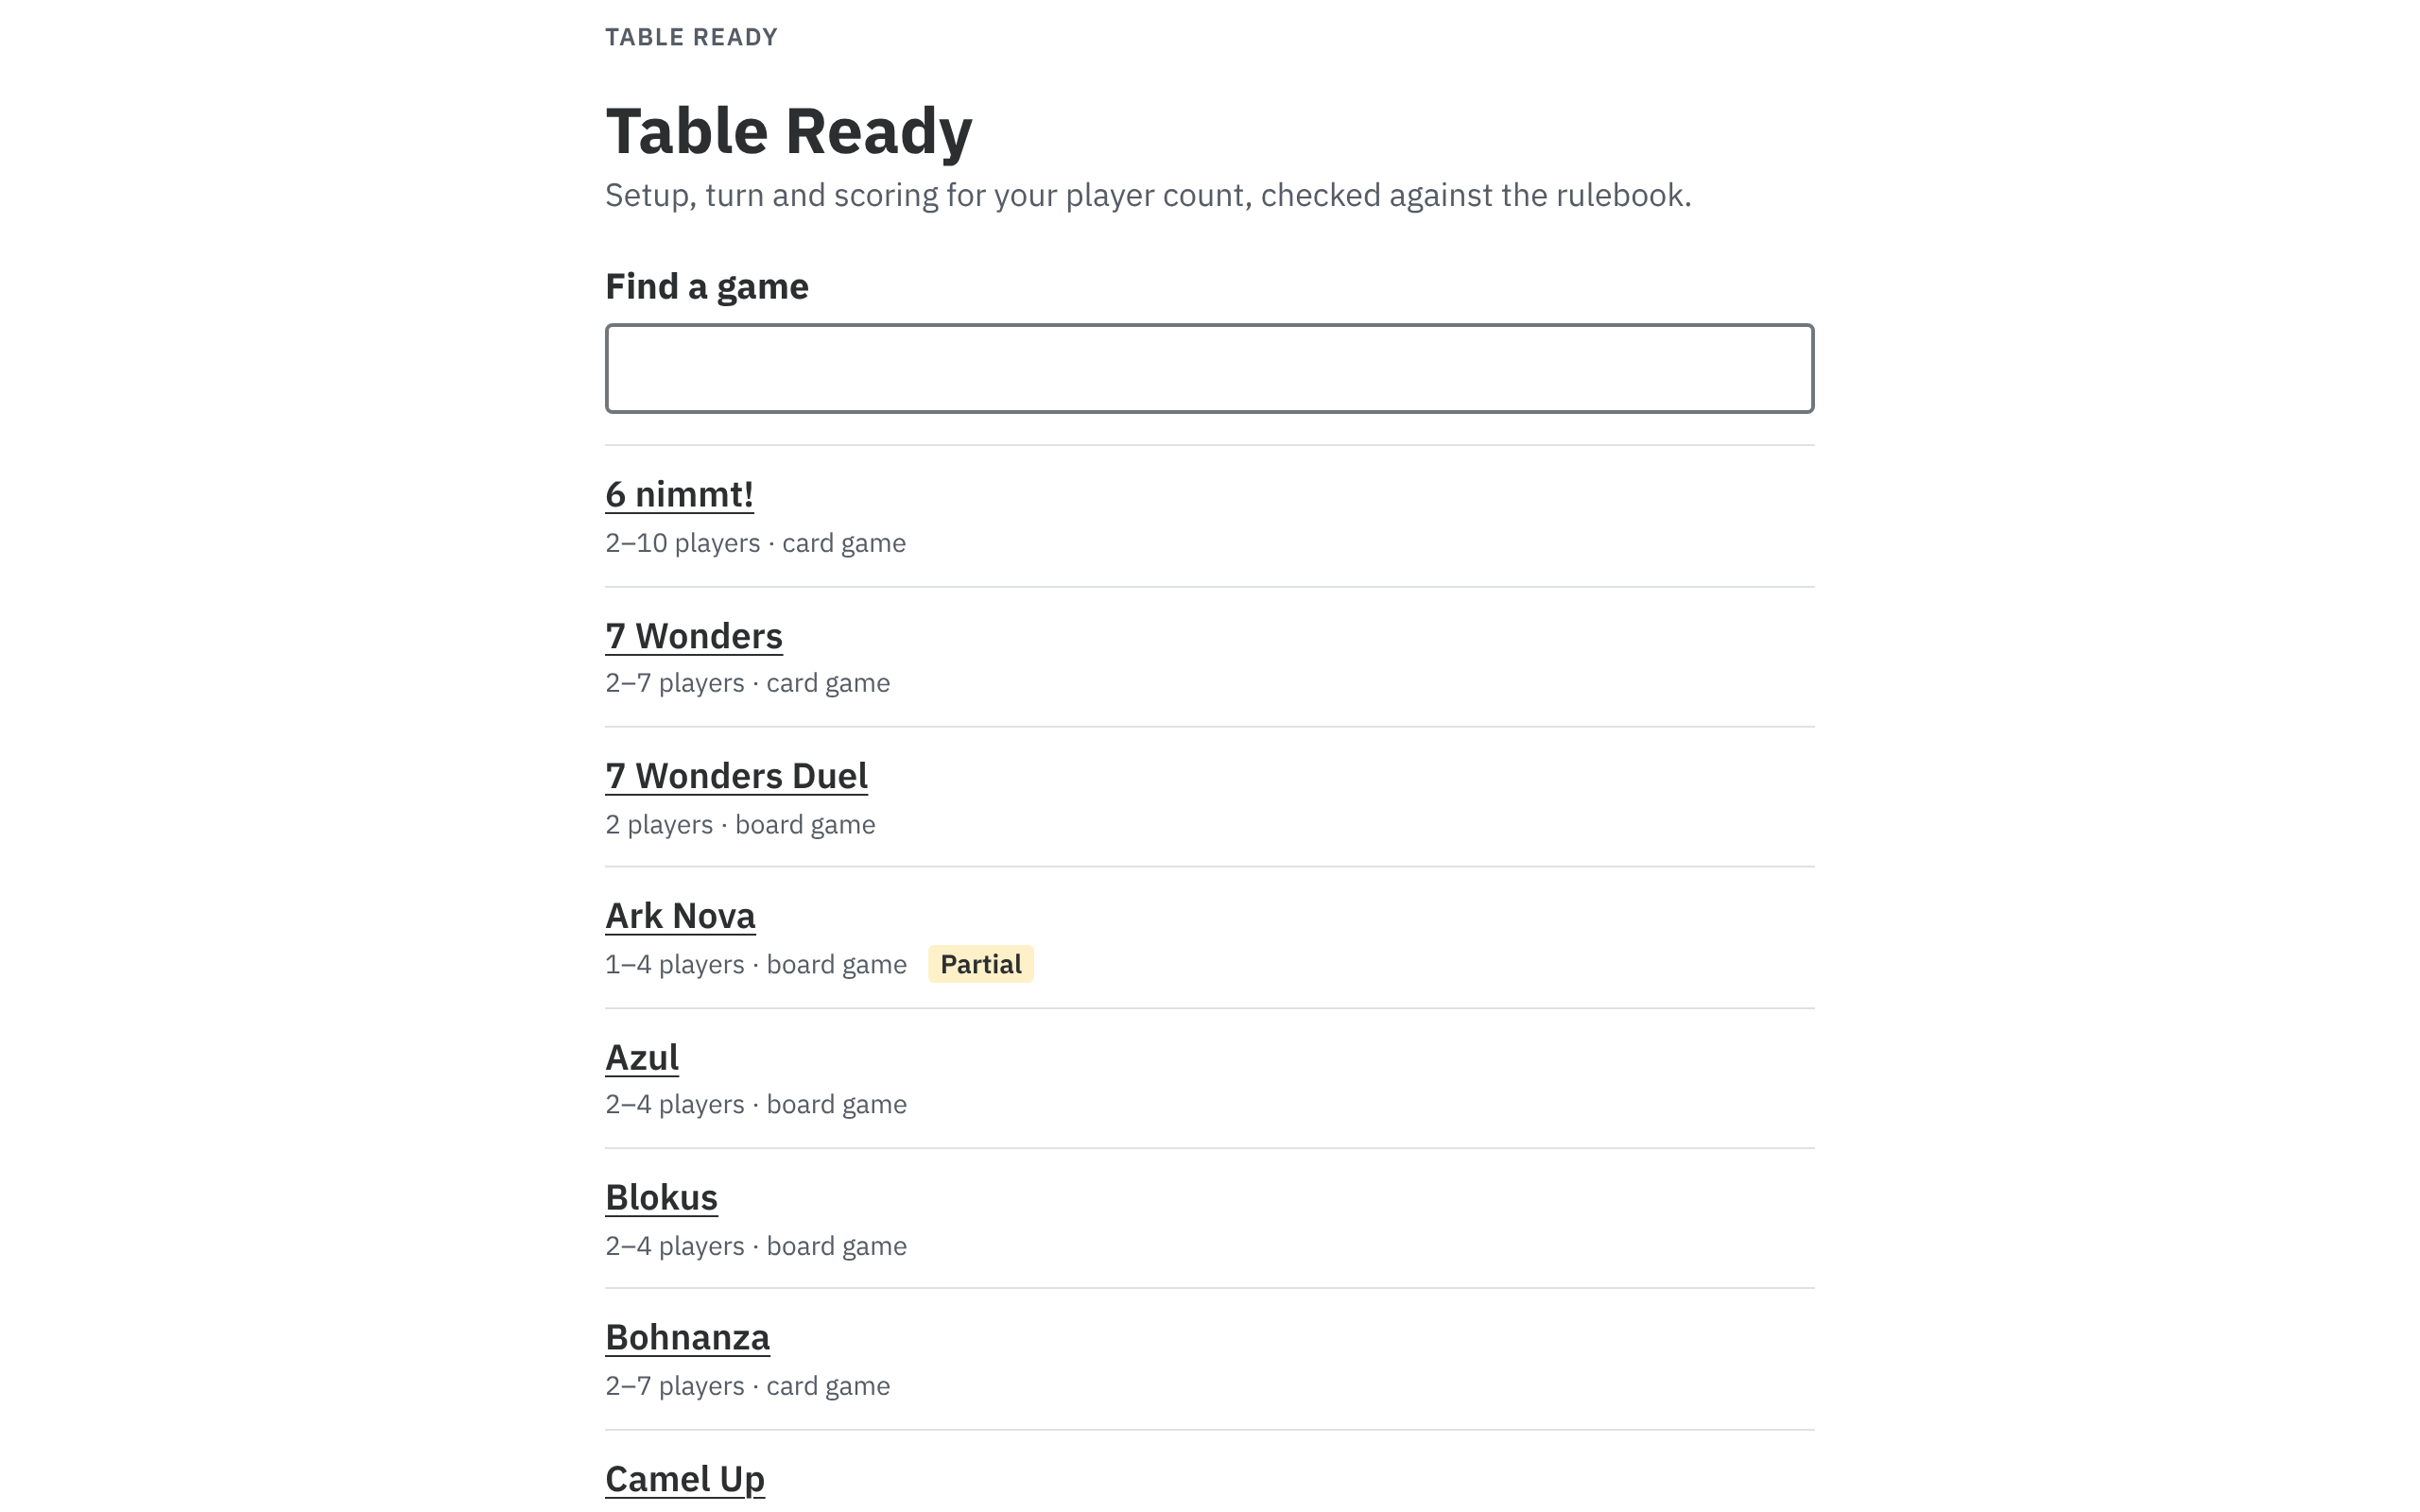 TABLE READY
Table Ready
Setup, turn and scoring for your player count, checked against the rulebook.
Find a game
6 nimmt!
2–10 players · card game
7 Wonders
2–7 players · card game
7 Wonders Duel
2 players · board game
Ark Nova
1–4 players · board game Partial
Azul
2–4 players · board game
Blokus
2–4 players · board game
Bohnanza
2–7 players · card game
Camel Up